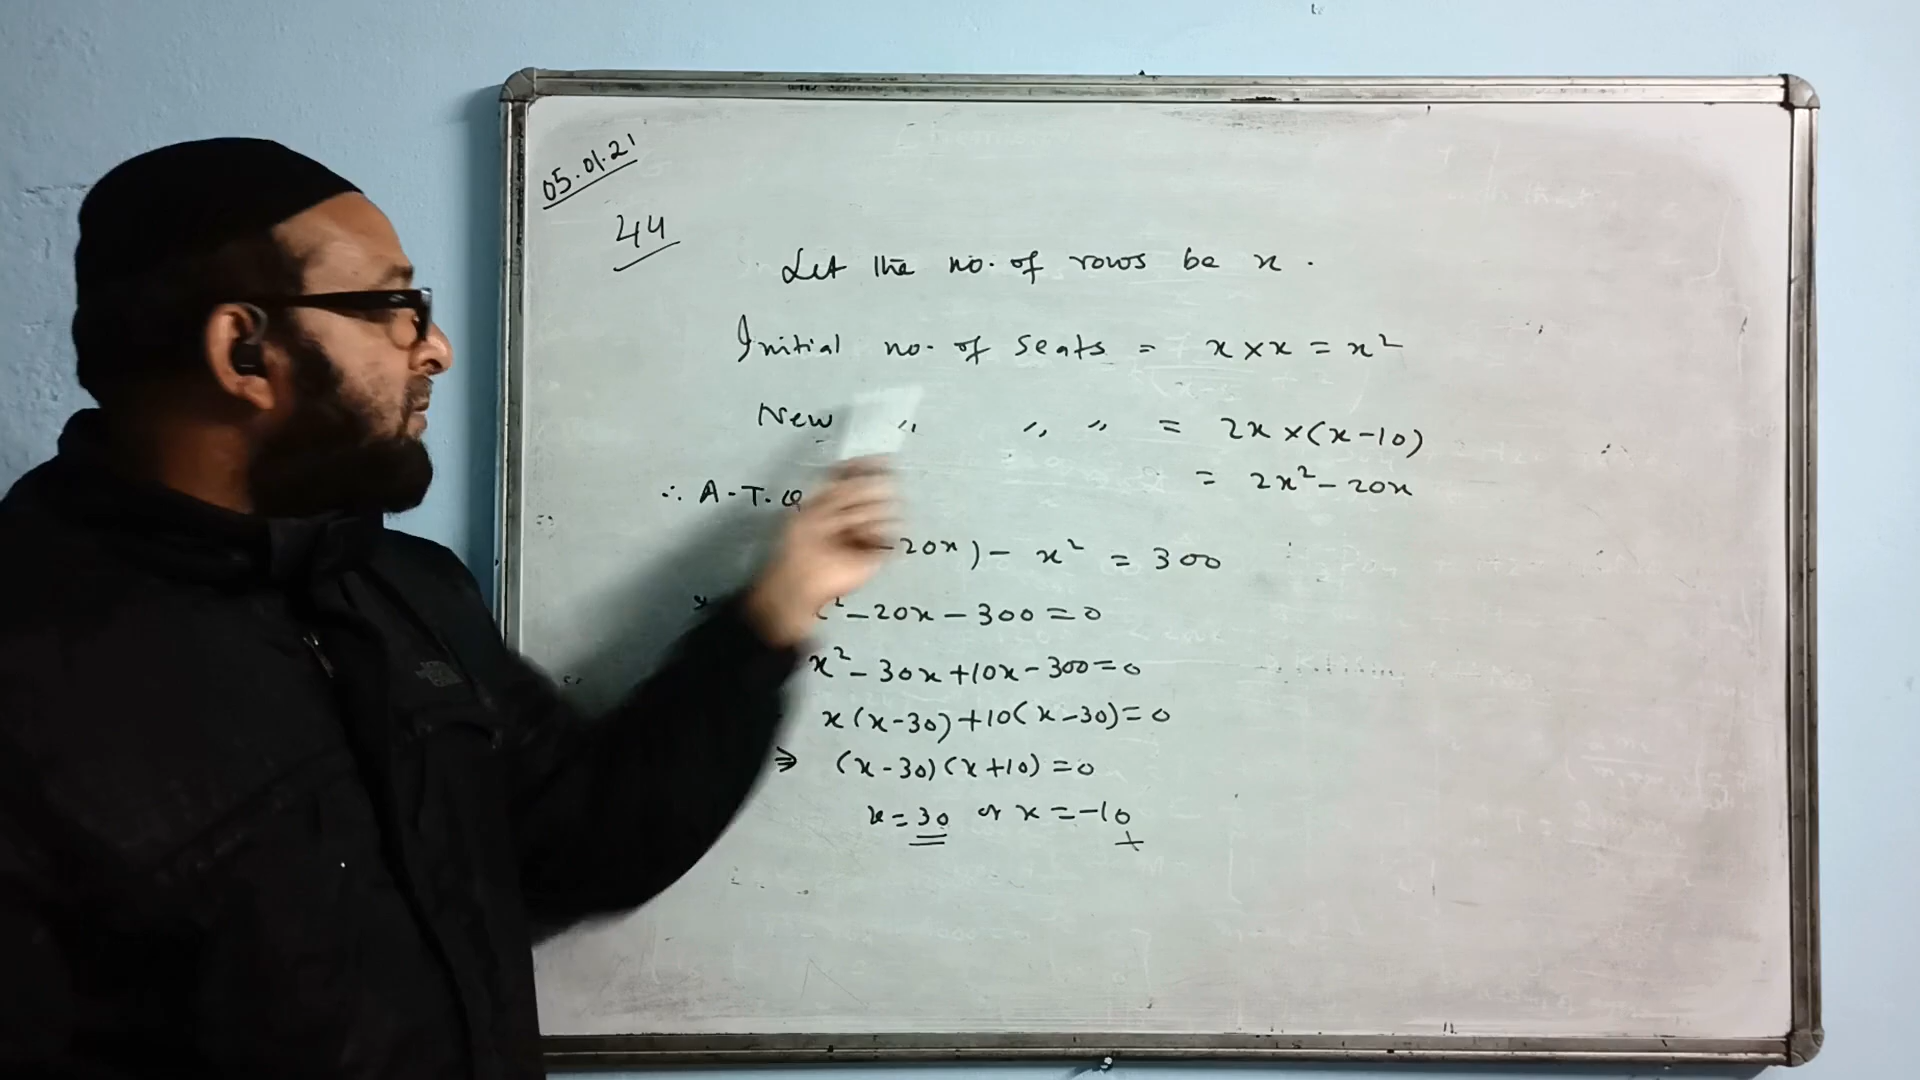 05.01.21
44
Let the no. of rows be x.
Initial no. of seats = x × x = x²
New " " " = 2x × (x-10)
= 2x² - 20x
∴ A.T.Q
-20x) - x² = 300
x² - 20x - 300 = 0
x² - 30x + 10x - 300 = 0
x(x-30) + 10(x-30) = 0
⇒ (x-30)(x+10) = 0
x = 30 or x = -10